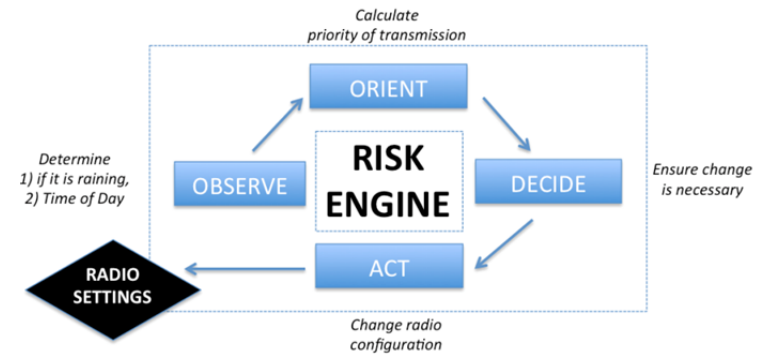 Calculate
priority of transmission
ORIENT
Determine
1) if it is raining,
2) Time of Day
OBSERVE
RISK
ENGINE
DECIDE
Ensure change
is necessary
RADIO
SETTINGS
ACT
Change radio
configuration